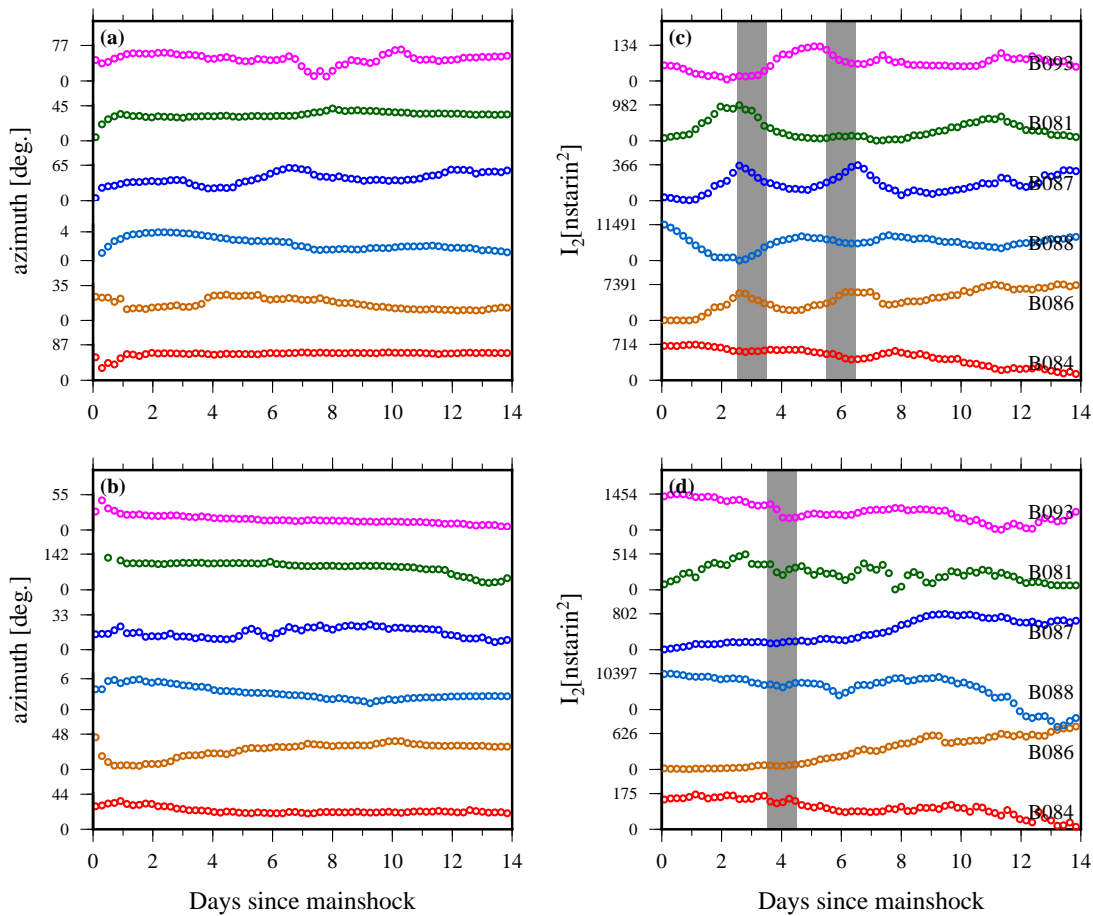 (a)
77
0
45
0
65
0
4
0
35
0
87
0
azimuth [deg.]
0 2 4 6 8 10 12 14
(c)
134
0
982
0
366
0
11491
0
7391
0
714
0
I2[nstarin2]
B093
B081
B087
B088
B086
B084
0 2 4 6 8 10 12 14
(b)
55
0
142
0
33
0
6
0
48
0
44
0
azimuth [deg.]
0 2 4 6 8 10 12 14
Days since mainshock
(d)
1454
0
514
0
802
0
10397
0
626
0
175
0
I2[nstarin2]
B093
B081
B087
B088
B086
B084
0 2 4 6 8 10 12 14
Days since mainshock